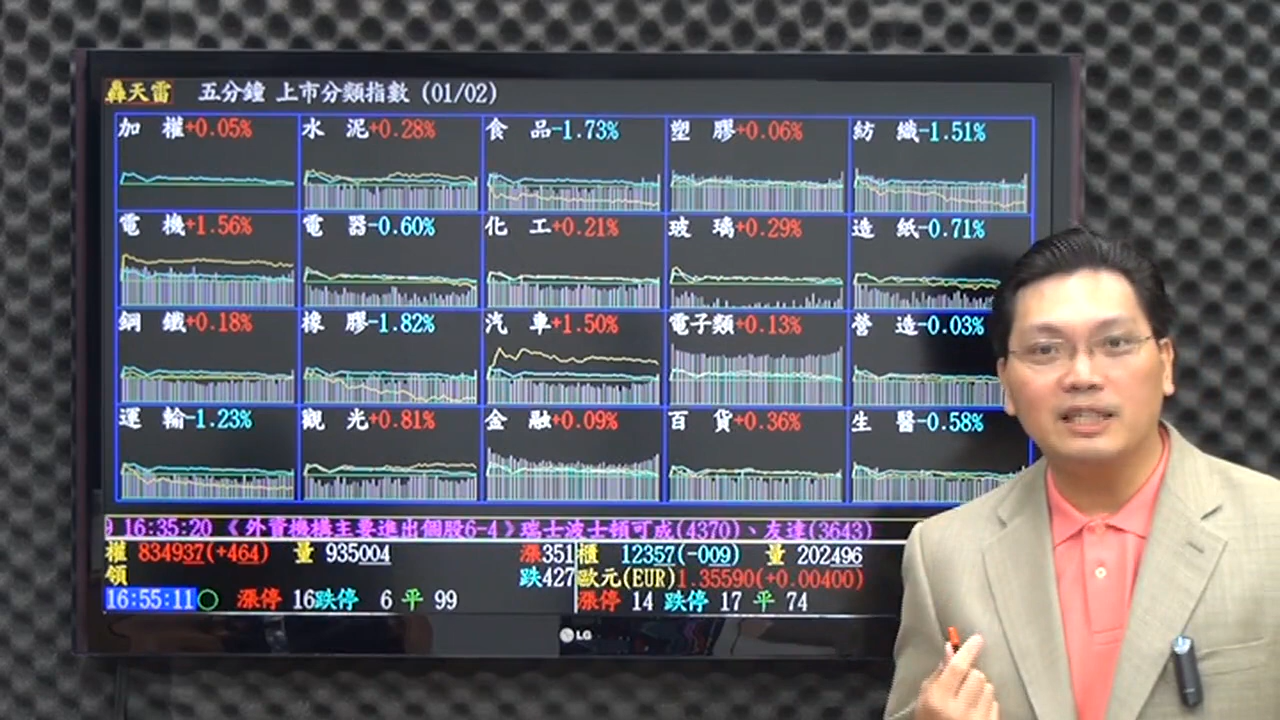 轟天雷 五分鐘 上市分類指數 (01/02)
加 權+0.05% 水 泥+0.28% 食 品-1.73% 塑 膠+0.06% 紡 織-1.51%
電 機+1.56% 電 器-0.60% 化 工+0.21% 玻 璃+0.29% 造 紙-0.71%
鋼 鐵+0.18% 橡 膠-1.82% 汽 車+1.50% 電子類+0.13% 營 造-0.03%
運 輸-1.23% 觀 光+0.81% 金 融+0.09% 百 貨+0.36% 生 醫-0.58%
16:35:20 《外資機構主要進出個股6-4》瑞士波士頓可成(4370)、友達(3643)
權 834937(+464) 量 935004 漲351 櫃 12357(-009) 量 202496
領 跌427 歐元(EUR)1.35590(+0.00400)
16:55:11 漲停 16跌停 6 平 99 漲停 14 跌停 17 平 74
LG